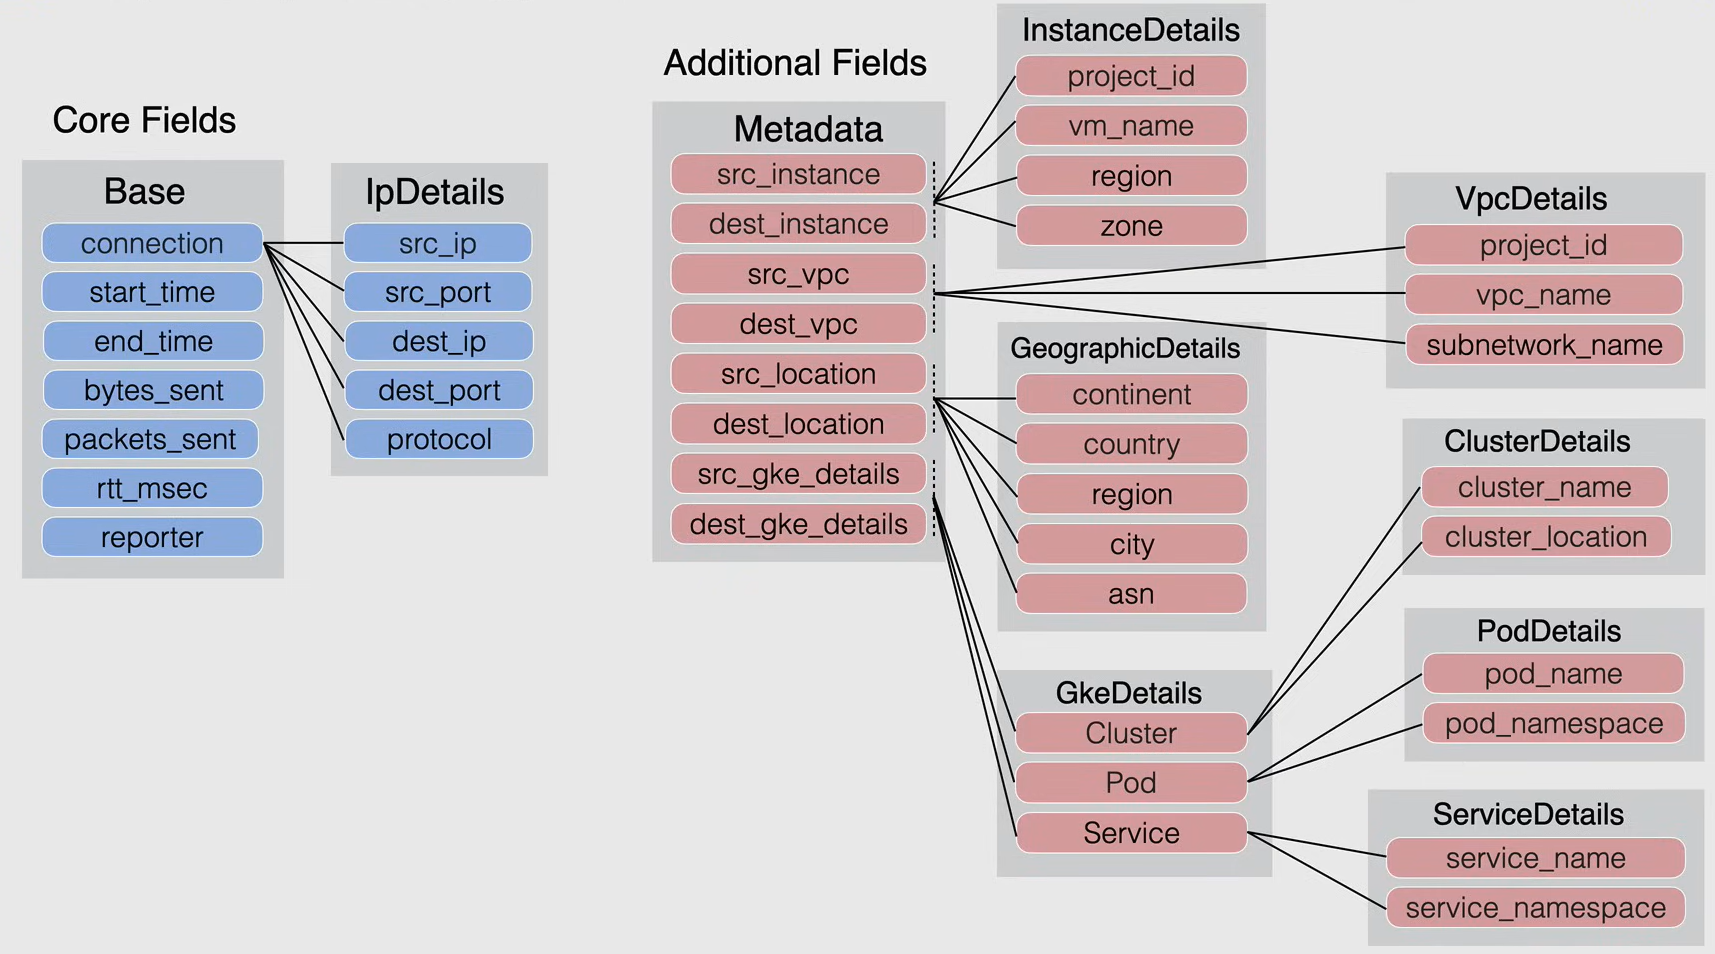 Core Fields
Base
connection
start_time
end_time
bytes_sent
packets_sent
rtt_msec
reporter
IpDetails
src_ip
src_port
dest_ip
dest_port
protocol
Additional Fields
Metadada
src_instance
dest_instance
src_vpc
dest_vpc
src_location
dest_location
src_gke_details
dest_gke_details
InstanceDetails
project_id
vm_name
region
zone
VpcDetails
project_id
vpc_name
subnetwork_name
GeographicDetails
continent
country
region
city
asn
GkeDetails
Cluster
Pod
Service
ClusterDetails
cluster_name
cluster_location
PodDetails
pod_name
pod_namespace
ServiceDetails
service_name
service_namespace